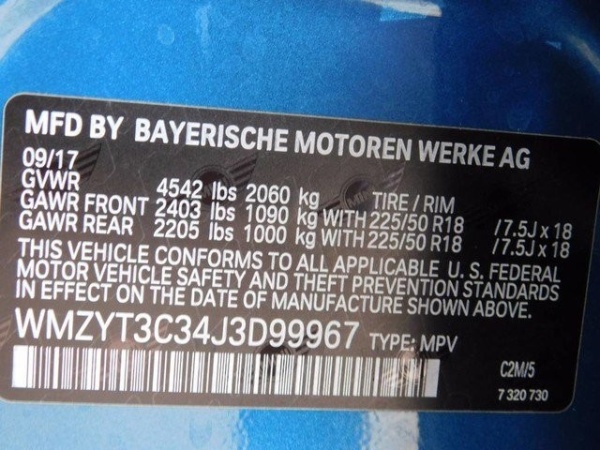 MFD BY BAYERISCHE MOTOREN WERKE AG
09/17
GVWR 4542 lbs 2060 kg TIRE / RIM
GAWR FRONT 2403 lbs 1090 kg WITH 225/50 R18 /7.5J x 18
GAWR REAR 2205 lbs 1000 kg WITH 225/50 R18 /7.5J x 18
THIS VEHICLE CONFORMS TO ALL APPLICABLE U. S. FEDERAL
MOTOR VEHICLE SAFETY AND THEFT PREVENTION STANDARDS
IN EFFECT ON THE DATE OF MANUFACTURE SHOWN ABOVE.
WMZYT3C34J3D99967 TYPE: MPV
C2M/5
7 320 730